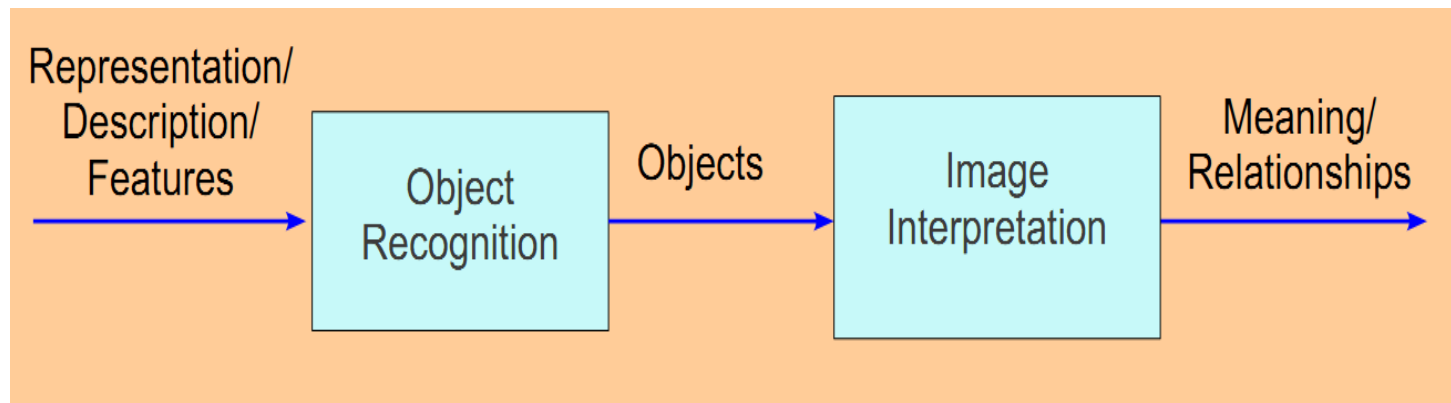 Representation/
Description/
Features
Object
Recognition
Objects
Image
Interpretation
Meaning/
Relationships